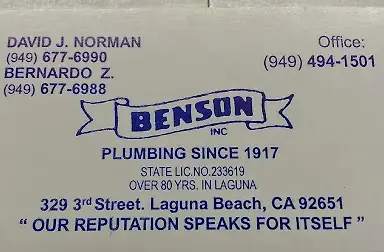 DAVID J. NORMAN
(949) 677-6990
BERNARDO Z.
(949) 677-6988
Office:
(949) 494-1501
BENSON
INC
PLUMBING SINCE 1917
STATE LIC.NO.233619
OVER 80 YRS. IN LAGUNA
329 3rd Street. Laguna Beach, CA 92651
“ OUR REPUTATION SPEAKS FOR ITSELF ”